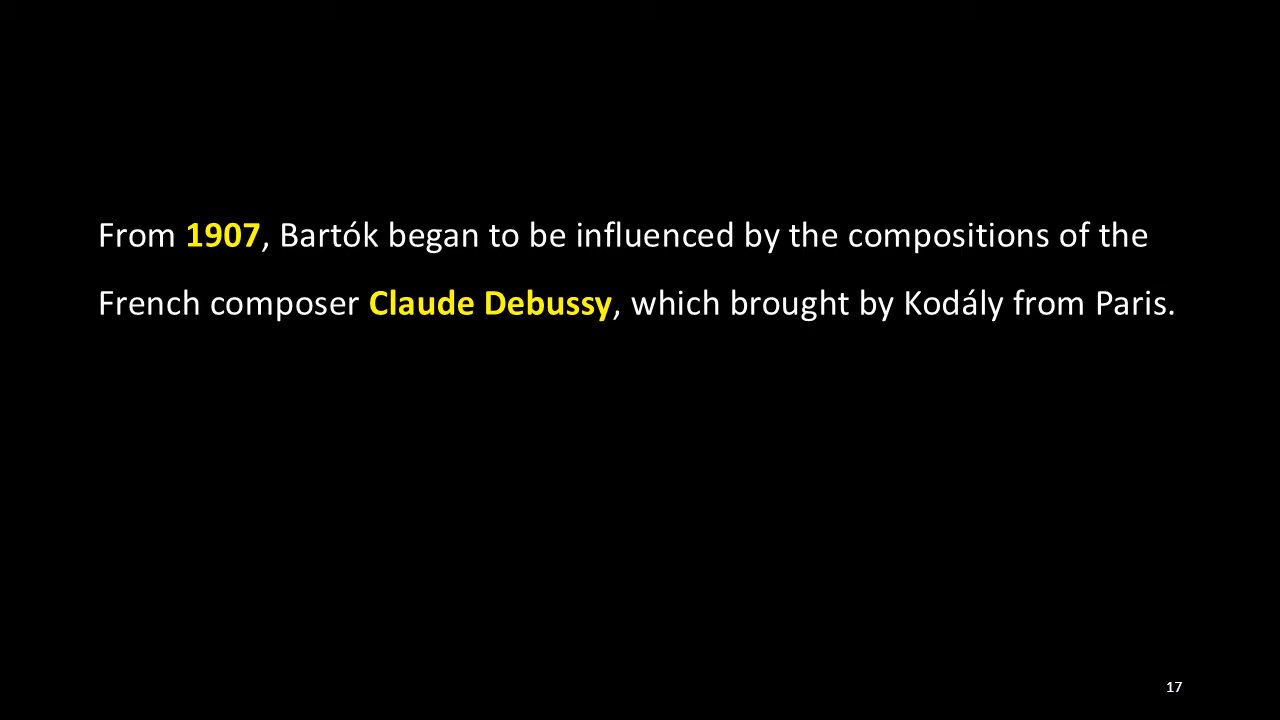 From 1907, Bartók began to be influenced by the compositions of the
French composer Claude Debussy, which brought by Kodály from Paris.
17